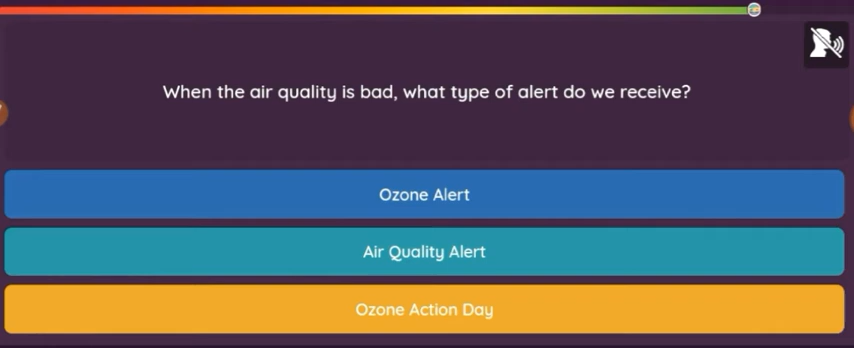 When the air quality is bad, what type of alert do we receive?
Ozone Alert
Air Quality Alert
Ozone Action Day